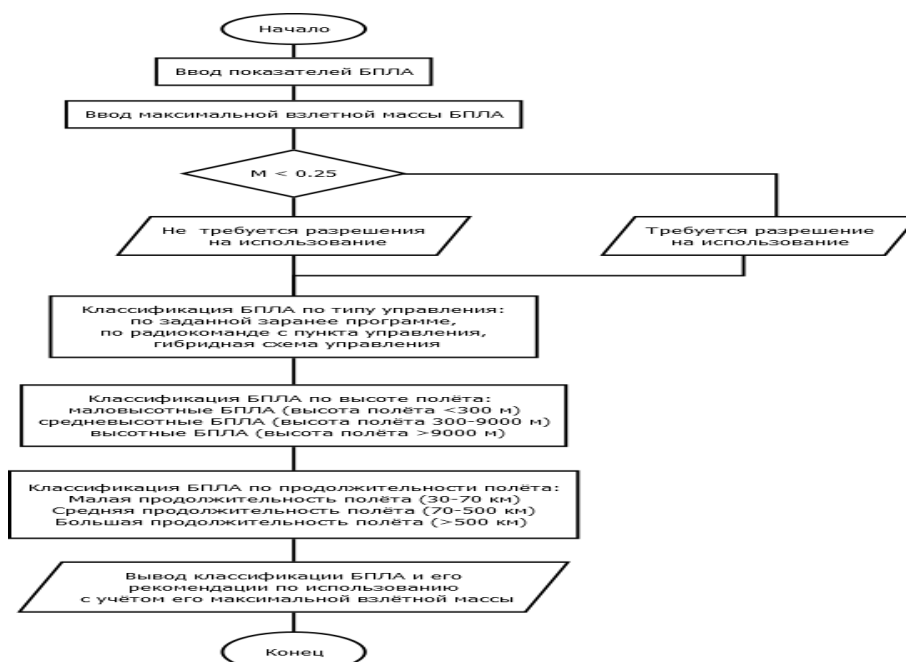 Начало
Ввод показателей БПЛА
Ввод максимальной взлетной массы БПЛА
М < 0.25
Не требуется разрешения
на использование
Требуется разрешение
на использование
Классификация БПЛА по типу управления:
по заданной заранее программе,
по радиокоманде с пункта управления,
гибридная схема управления
Классификация БПЛА по высоте полёта:
маловысотные БПЛА (высота полёта <300 м)
средневысотные БПЛА (высота полёта 300-9000 м)
высотные БПЛА (высота полёта >9000 м)
Классификация БПЛА по продолжительности полёта:
Малая продолжительность полёта (30-70 км)
Средняя продолжительность полёта (70-500 км)
Большая продолжительность полёта (>500 км)
Вывод классификации БПЛА и его
рекомендации по использованию
с учётом его максимальной взлётной массы
Конец